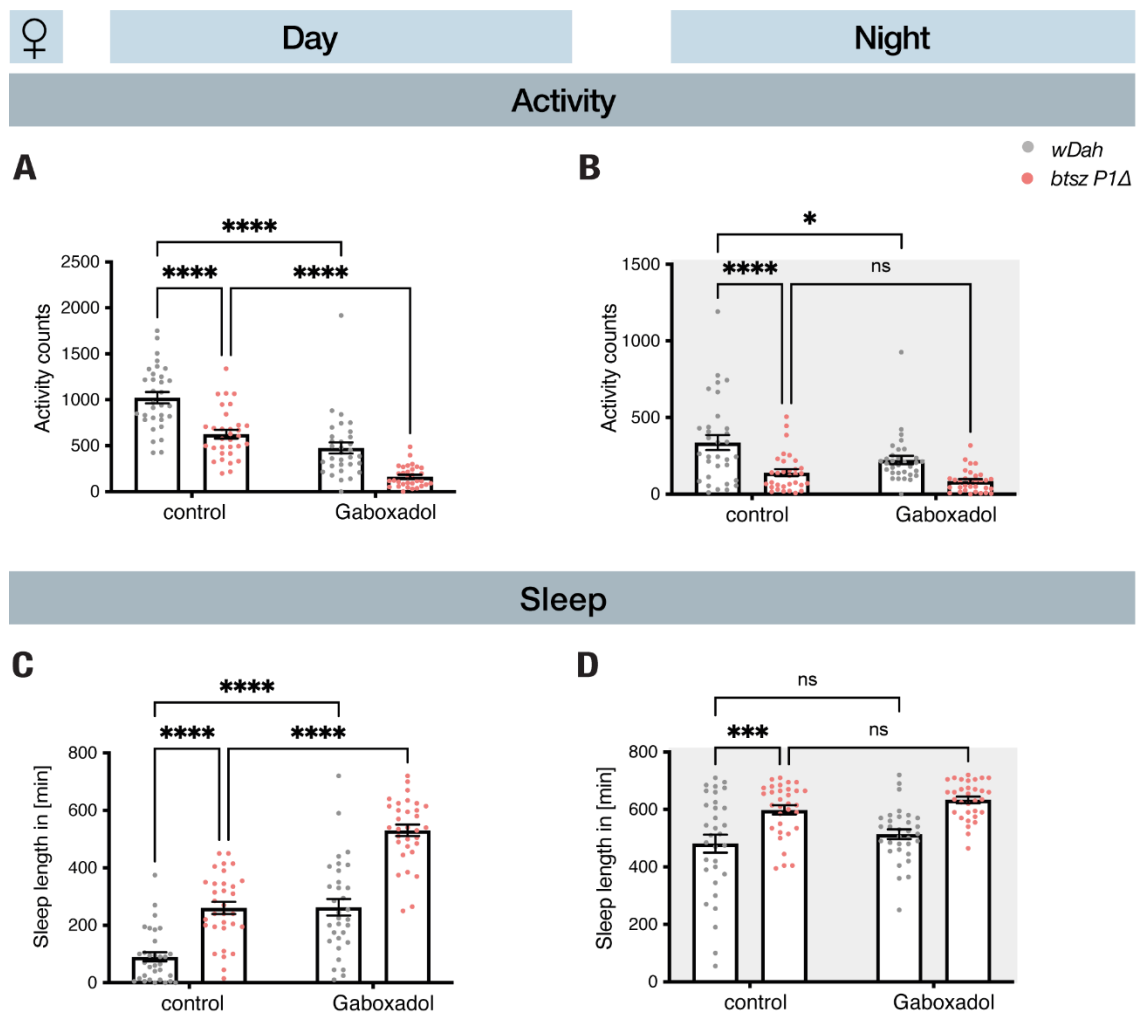 ♀ Day Night
Activity
wDah
btsz P1Δ
A
****
****
****
2500
2000
1500
1000
500
0
Activity counts
control Gaboxadol
B
*
****
ns
1500
1000
500
0
Activity counts
control Gaboxadol
Sleep
C
****
****
****
800
600
400
200
0
Sleep length in [min]
control Gaboxadol
D
ns
***
ns
800
600
400
200
0
Sleep length in [min]
control Gaboxadol